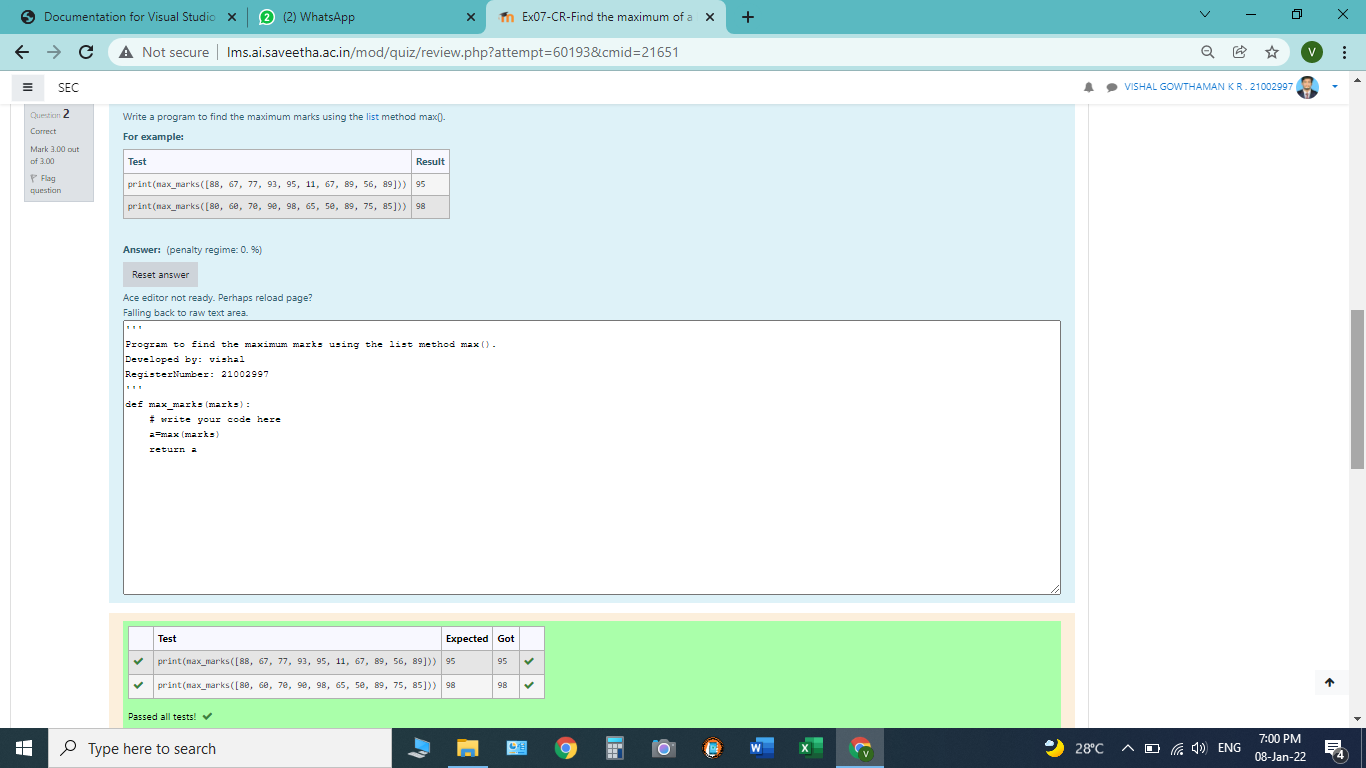 Documentation for Visual Studio
(2) WhatsApp
Ex07-CR-Find the maximum of a
Not secure
lms.ai.saveetha.ac.in/mod/quiz/review.php?attempt=60193&cmid=21651
V
SEC
VISHAL GOWTHAMAN K R . 21002997
Question 2
Correct
Mark 3.00 out
of 3.00
Flag
question
Write a program to find the maximum marks using the list method max().
For example:
Test Result
print(max_marks([88, 67, 77, 93, 95, 11, 67, 89, 56, 89])) 95
print(max_marks([80, 60, 70, 90, 98, 65, 50, 89, 75, 85])) 98
Answer: (penalty regime: 0. %)
Reset answer
Ace editor not ready. Perhaps reload page?
Falling back to raw text area.
'''
Program to find the maximum marks using the list method max().
Developed by: vishal
RegisterNumber: 21002997
'''
def max_marks(marks):
    # write your code here
    a=max(marks)
    return a
Test Expected Got
print(max_marks([88, 67, 77, 93, 95, 11, 67, 89, 56, 89])) 95 95
print(max_marks([80, 60, 70, 90, 98, 65, 50, 89, 75, 85])) 98 98
Passed all tests!
Type here to search
28°C
ENG
7:00 PM
08-Jan-22
4